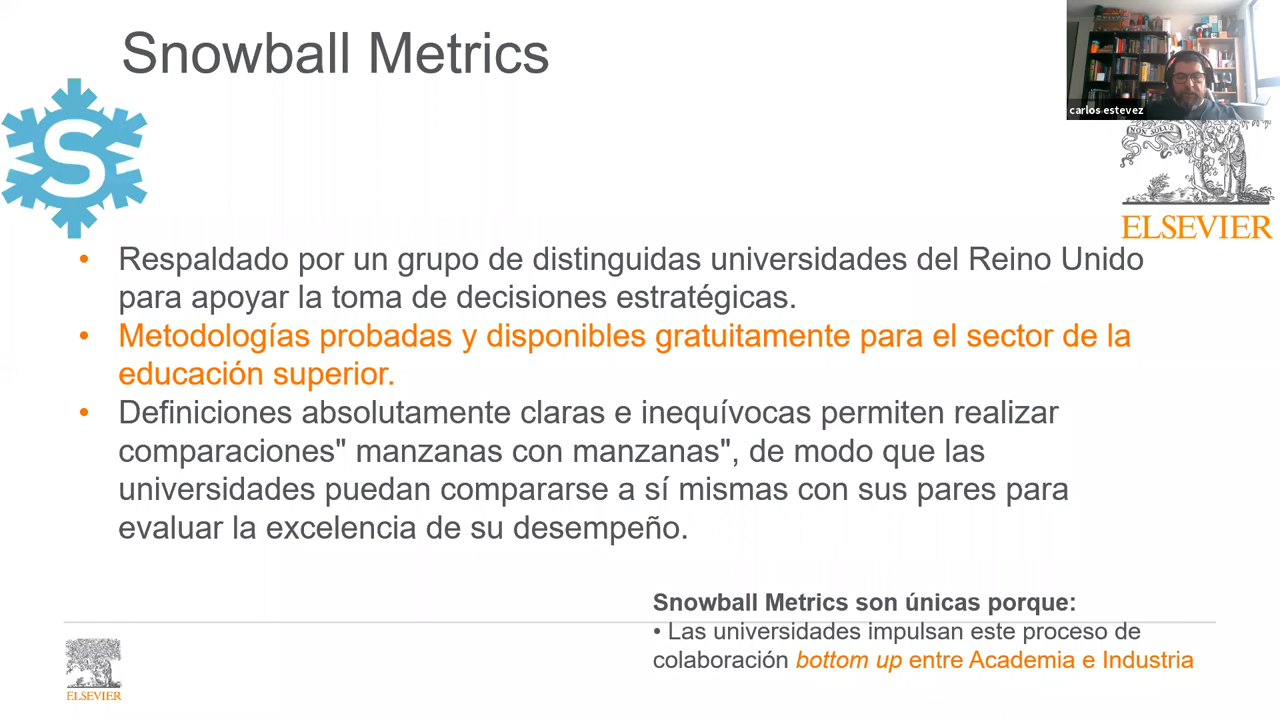 Snowball Metrics
carlos estevez
S
NON SOLUS
ELSEVIER
• Respaldado por un grupo de distinguidas universidades del Reino Unido
para apoyar la toma de decisiones estratégicas.
• Metodologías probadas y disponibles gratuitamente para el sector de la
educación superior.
• Definiciones absolutamente claras e inequívocas permiten realizar
comparaciones" manzanas con manzanas", de modo que las
universidades puedan compararse a sí mismas con sus pares para
evaluar la excelencia de su desempeño.
Snowball Metrics son únicas porque:
• Las universidades impulsan este proceso de
colaboración bottom up entre Academia e Industria
ELSEVIER